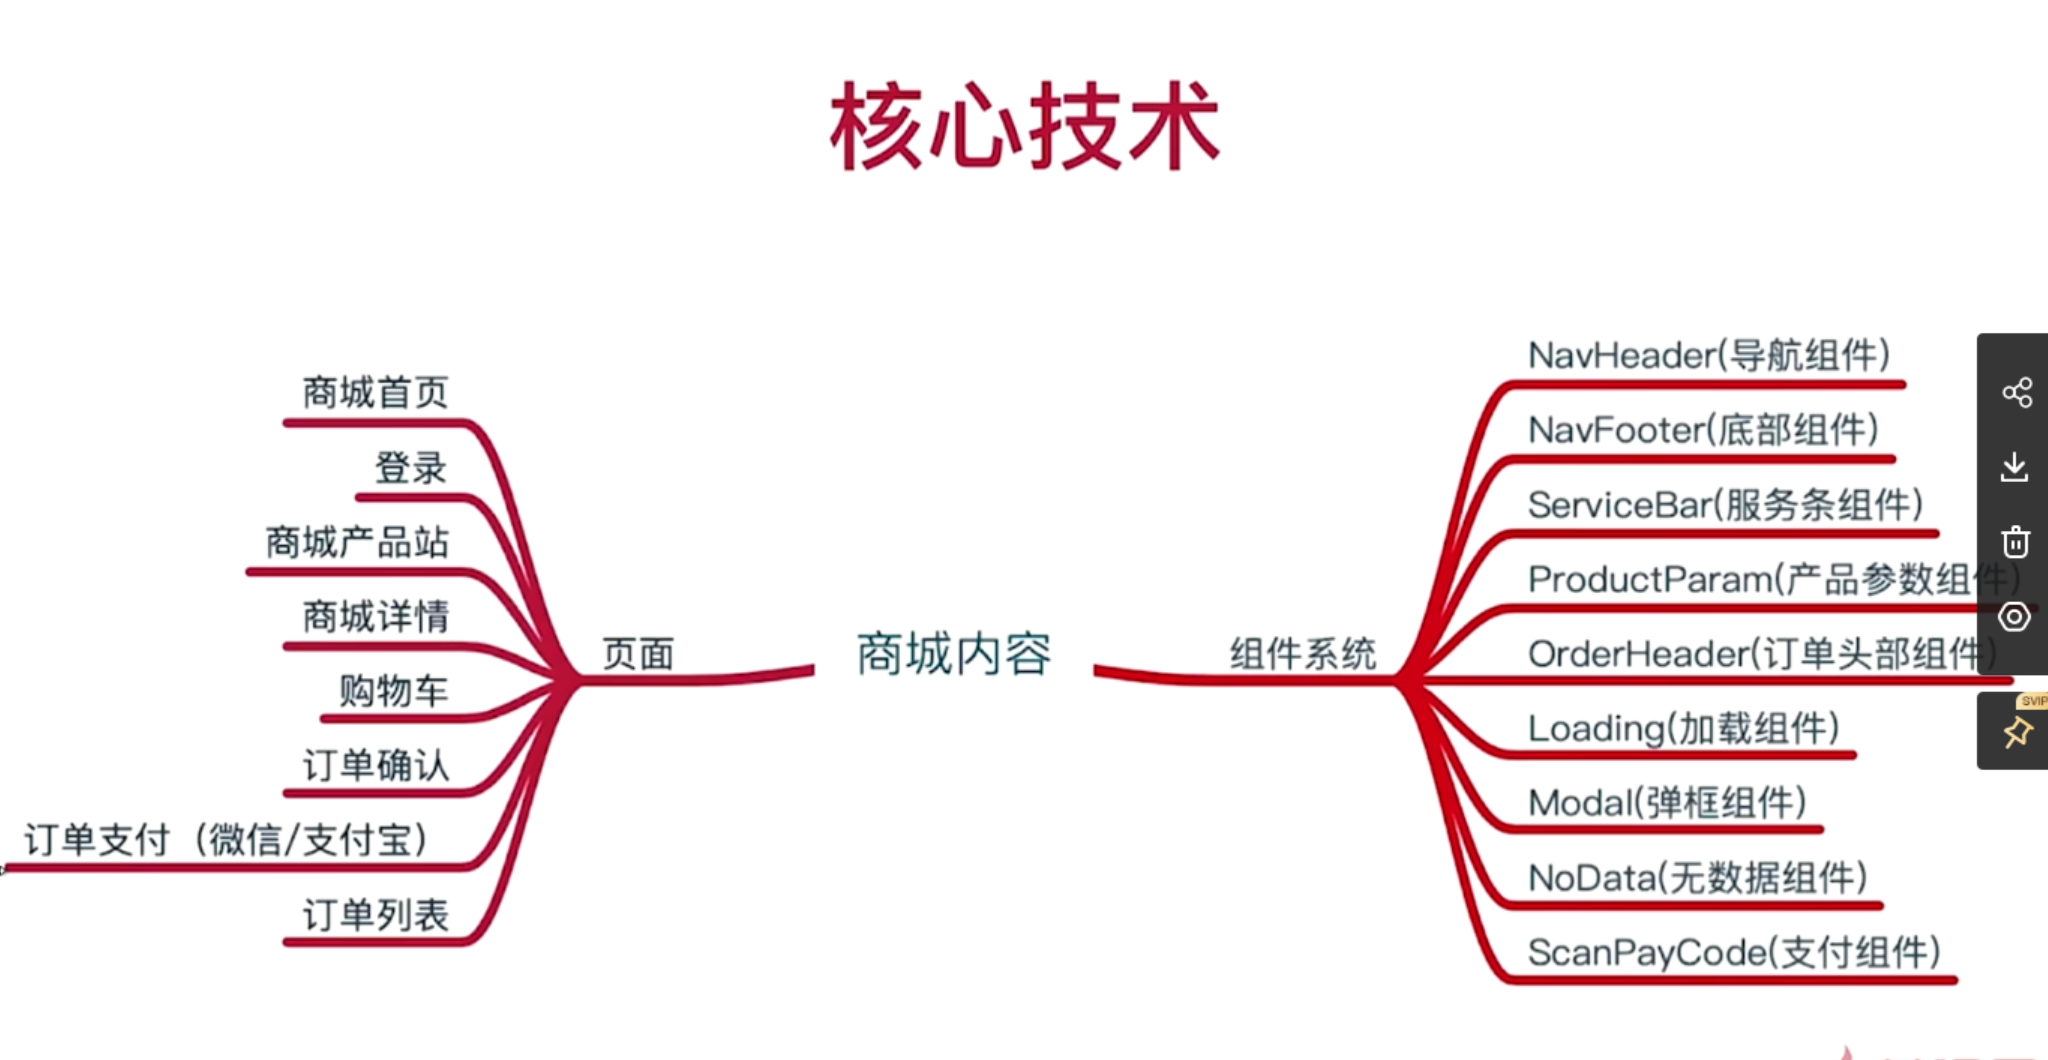 核心技术
商城首页
登录
商城产品站
商城详情
购物车
订单确认
订单支付（微信/支付宝）
订单列表
页面
商城内容
组件系统
NavHeader(导航组件)
NavFooter(底部组件)
ServiceBar(服务条组件)
ProductParam(产品参数组件)
OrderHeader(订单头部组件)
Loading(加载组件)
Modal(弹框组件)
NoData(无数据组件)
ScanPayCode(支付组件)
SVIP